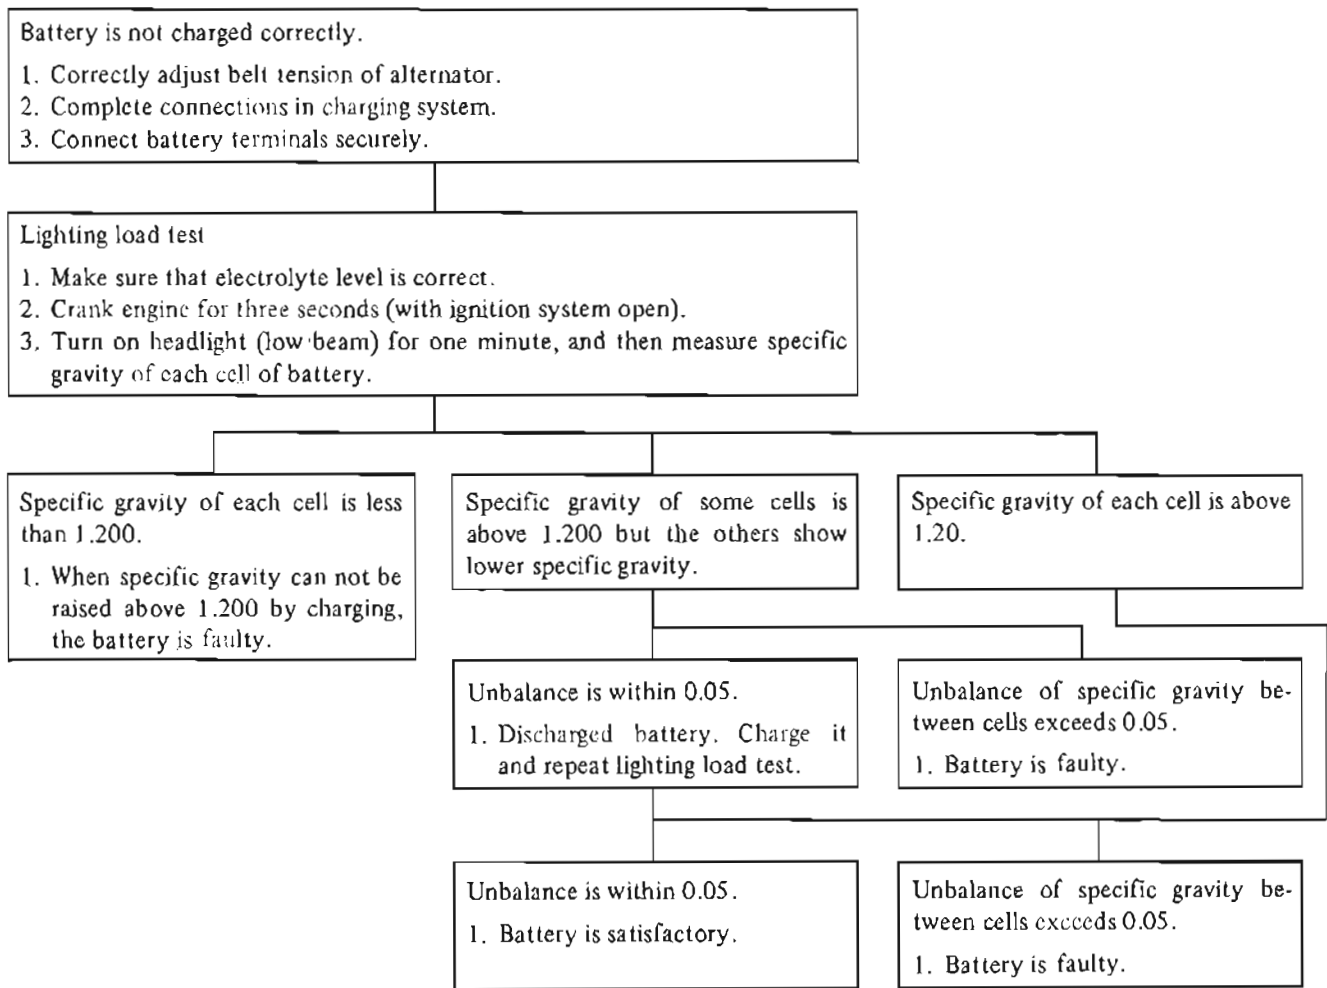 Battery is not charged correctly.
1. Correctly adjust belt tension of alternator.
2. Complete connections in charging system.
3. Connect battery terminals securely.
Lighting load test
1. Make sure that electrolyte level is correct.
2. Crank engine for three seconds (with ignition system open).
3. Turn on headlight (low beam) for one minute, and then measure specific
gravity of each cell of battery.
Specific gravity of each cell is less
than 1.200.
1. When specific gravity can not be
raised above 1.200 by charging,
the battery is faulty.
Specific gravity of some cells is
above 1.200 but the others show
lower specific gravity.
Specific gravity of each cell is above
1.20.
Unbalance is within 0.05.
1. Discharged battery. Charge it
and repeat lighting load test.
Unbalance of specific gravity be-
tween cells exceeds 0.05.
1. Battery is faulty.
Unbalance is within 0.05.
1. Battery is satisfactory.
Unbalance of specific gravity be-
tween cells exceeds 0.05.
1. Battery is faulty.